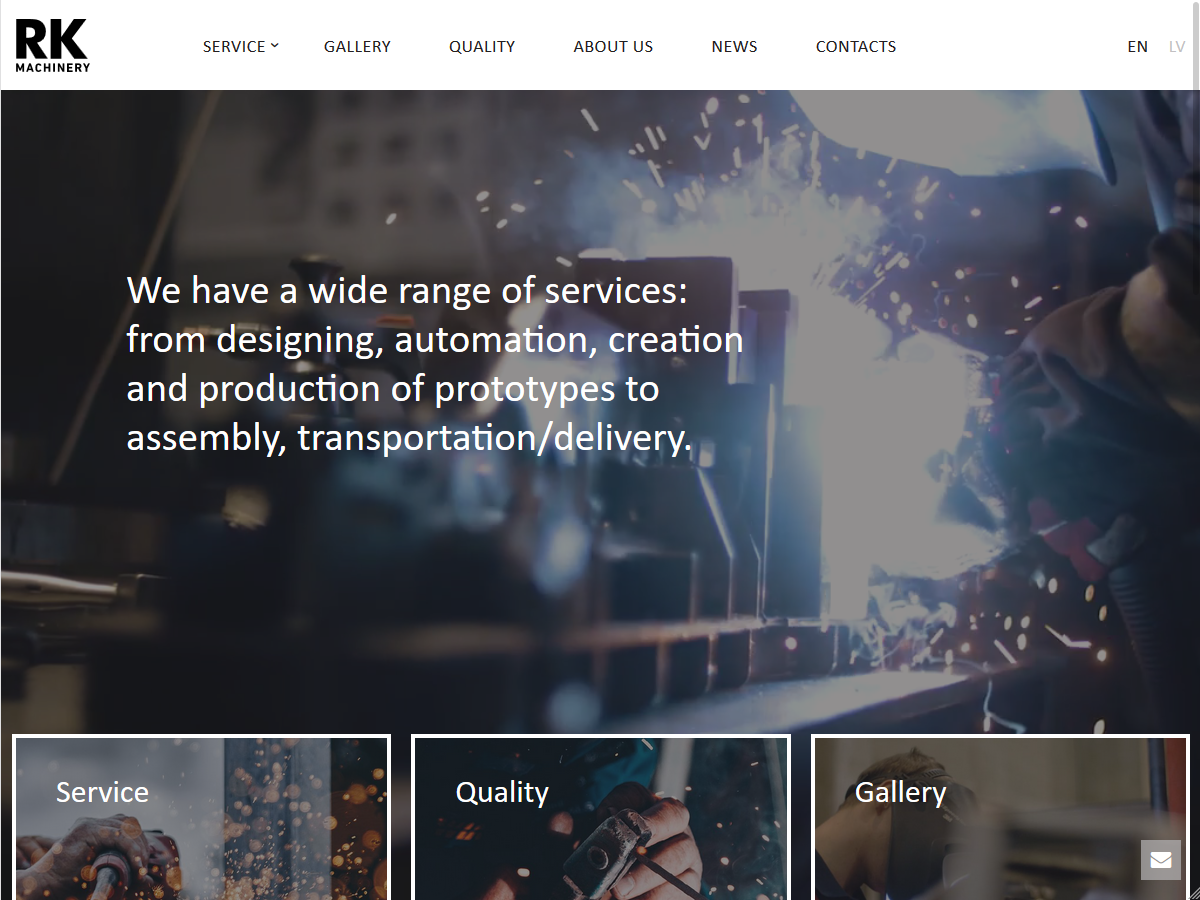 RK
MACHINERY
SERVICE
GALLERY
QUALITY
ABOUT US
NEWS
CONTACTS
EN
LV
We have a wide range of services:
from designing, automation, creation
and production of prototypes to
assembly, transportation/delivery.
Service
Quality
Gallery